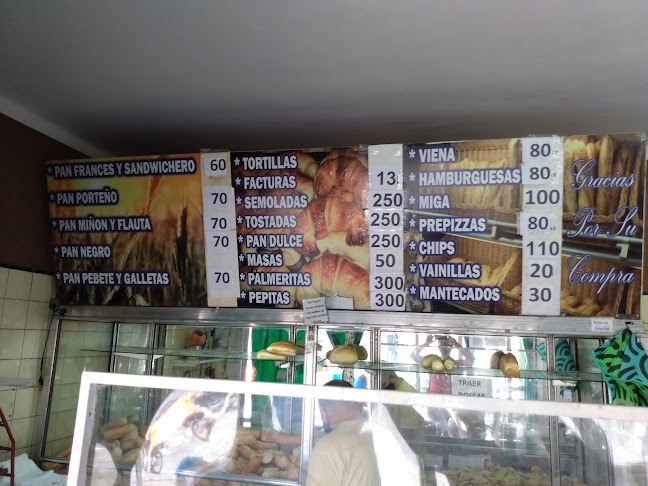 * PAN FRANCES Y SANDWICHERO 60
* PAN PORTEÑO 70
* PAN MIÑON Y FLAUTA 70
* PAN NEGRO 70
* PAN PEBETE Y GALLETAS 70
* TORTILLAS
* FACTURAS 13
* SEMOLADAS 250
* TOSTADAS 250
* PAN DULCE 250
* MASAS 50
* PALMERITAS 300
* PEPITAS 300
* VIENA 80
* HAMBURGUESAS 80
* MIGA 100
* PREPIZZAS 80
* CHIPS 110
* VAINILLAS 20
* MANTECADOS 30
Gracias
Por Su
Compra
TRAER